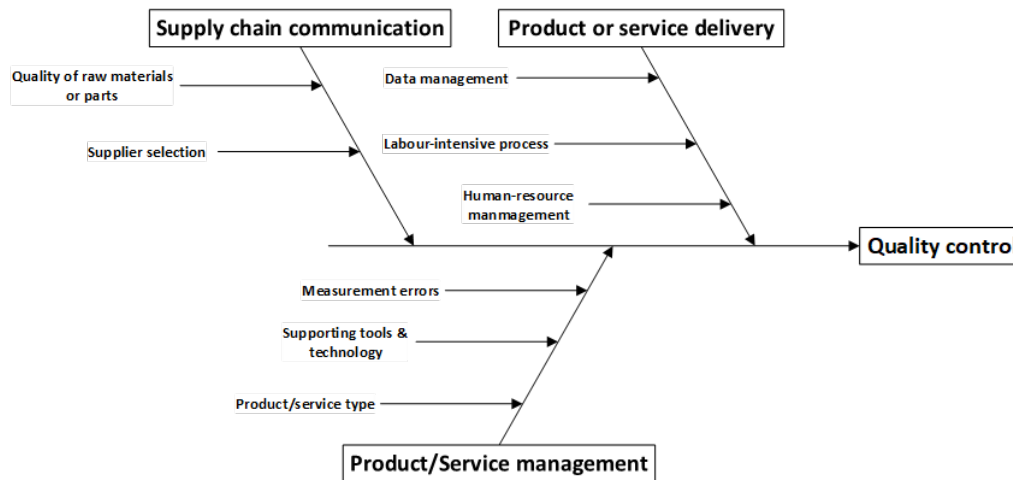 Supply chain communication
Product or service delivery
Quality of raw materials
or parts
Data management
Supplier selection
Labour-intensive process
Human-resource
manmagement
Quality control
Measurement errors
Supporting tools &
technology
Product/service type
Product/Service management